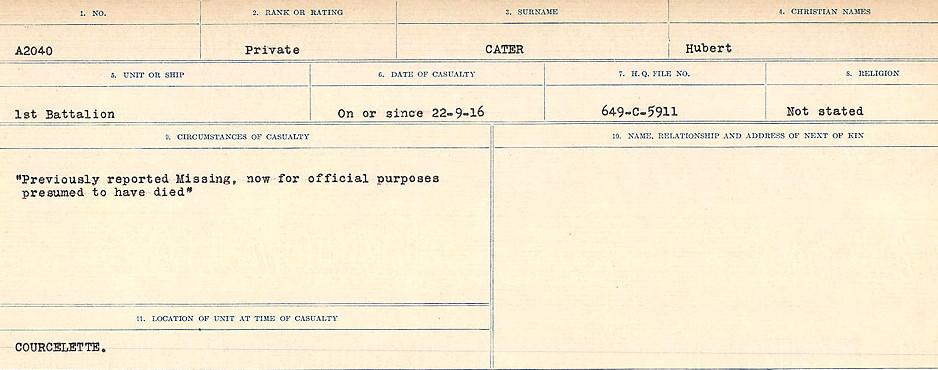 1. NO. 2. RANK OR RATING 3. SURNAME 4. CHRISTIAN NAMES
A2040 Private CATER Hubert
5. UNIT OR SHIP 6. DATE OF CASUALTY 7. H.Q. FILE NO. 8. RELIGION
1st Battalion On or since 22-9-16 649-C-5911 Not stated
9. CIRCUMSTANCES OF CASUALTY 10. NAME, RELATIONSHIP AND ADDRESS OF NEXT OF KIN
"Previously reported Missing, now for official purposes
presumed to have died"
11. LOCATION OF UNIT AT TIME OF CASUALTY
COURCELETTE.